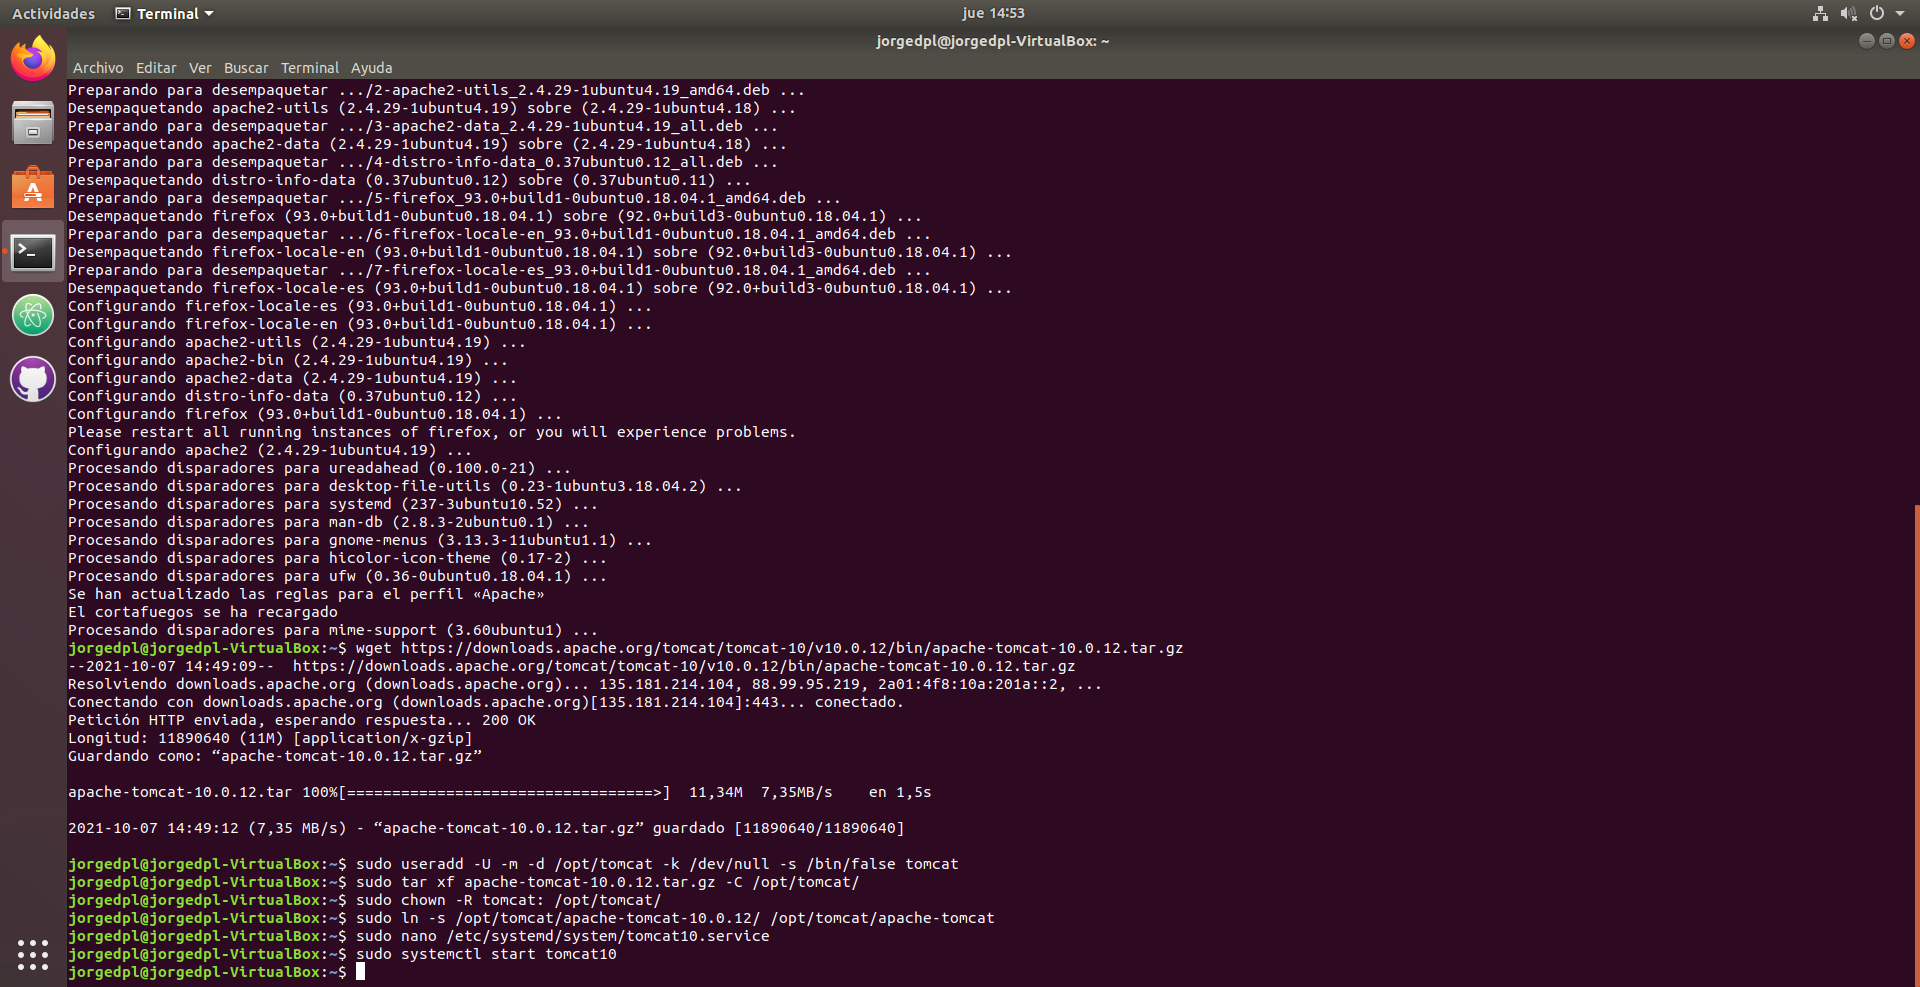 Actividades Terminal jue 14:53
jorgedpl@jorgedpl-VirtualBox: ~
Archivo Editar Ver Buscar Terminal Ayuda
Preparando para desempaquetar .../2-apache2-utils_2.4.29-1ubuntu4.19_amd64.deb ...
Desempaquetando apache2-utils (2.4.29-1ubuntu4.19) sobre (2.4.29-1ubuntu4.18) ...
Preparando para desempaquetar .../3-apache2-data_2.4.29-1ubuntu4.19_all.deb ...
Desempaquetando apache2-data (2.4.29-1ubuntu4.19) sobre (2.4.29-1ubuntu4.18) ...
Preparando para desempaquetar .../4-distro-info-data_0.37ubuntu0.12_all.deb ...
Desempaquetando distro-info-data (0.37ubuntu0.12) sobre (0.37ubuntu0.11) ...
Preparando para desempaquetar .../5-firefox_93.0+build1-0ubuntu0.18.04.1_amd64.deb ...
Desempaquetando firefox (93.0+build1-0ubuntu0.18.04.1) sobre (92.0+build3-0ubuntu0.18.04.1) ...
Preparando para desempaquetar .../6-firefox-locale-en_93.0+build1-0ubuntu0.18.04.1_amd64.deb ...
Desempaquetando firefox-locale-en (93.0+build1-0ubuntu0.18.04.1) sobre (92.0+build3-0ubuntu0.18.04.1) ...
Preparando para desempaquetar .../7-firefox-locale-es_93.0+build1-0ubuntu0.18.04.1_amd64.deb ...
Desempaquetando firefox-locale-es (93.0+build1-0ubuntu0.18.04.1) sobre (92.0+build3-0ubuntu0.18.04.1) ...
Configurando firefox-locale-es (93.0+build1-0ubuntu0.18.04.1) ...
Configurando firefox-locale-en (93.0+build1-0ubuntu0.18.04.1) ...
Configurando apache2-utils (2.4.29-1ubuntu4.19) ...
Configurando apache2-bin (2.4.29-1ubuntu4.19) ...
Configurando apache2-data (2.4.29-1ubuntu4.19) ...
Configurando distro-info-data (0.37ubuntu0.12) ...
Configurando firefox (93.0+build1-0ubuntu0.18.04.1) ...
Please restart all running instances of firefox, or you will experience problems.
Configurando apache2 (2.4.29-1ubuntu4.19) ...
Procesando disparadores para ureadahead (0.100.0-21) ...
Procesando disparadores para desktop-file-utils (0.23-1ubuntu3.18.04.2) ...
Procesando disparadores para systemd (237-3ubuntu10.52) ...
Procesando disparadores para man-db (2.8.3-2ubuntu0.1) ...
Procesando disparadores para gnome-menus (3.13.3-11ubuntu1.1) ...
Procesando disparadores para hicolor-icon-theme (0.17-2) ...
Procesando disparadores para ufw (0.36-0ubuntu0.18.04.1) ...
Se han actualizado las reglas para el perfil «Apache»
El cortafuegos se ha recargado
Procesando disparadores para mime-support (3.60ubuntu1) ...
jorgedpl@jorgedpl-VirtualBox:~$ wget https://downloads.apache.org/tomcat/tomcat-10/v10.0.12/bin/apache-tomcat-10.0.12.tar.gz
--2021-10-07 14:49:09--  https://downloads.apache.org/tomcat/tomcat-10/v10.0.12/bin/apache-tomcat-10.0.12.tar.gz
Resolviendo downloads.apache.org (downloads.apache.org)... 135.181.214.104, 88.99.95.219, 2a01:4f8:10a:201a::2, ...
Conectando con downloads.apache.org (downloads.apache.org)[135.181.214.104]:443... conectado.
Petición HTTP enviada, esperando respuesta... 200 OK
Longitud: 11890640 (11M) [application/x-gzip]
Guardando como: “apache-tomcat-10.0.12.tar.gz”
apache-tomcat-10.0.12.tar 100%[==================================>]  11,34M  7,35MB/s    en 1,5s
2021-10-07 14:49:12 (7,35 MB/s) - “apache-tomcat-10.0.12.tar.gz” guardado [11890640/11890640]
jorgedpl@jorgedpl-VirtualBox:~$ sudo useradd -U -m -d /opt/tomcat -k /dev/null -s /bin/false tomcat
jorgedpl@jorgedpl-VirtualBox:~$ sudo tar xf apache-tomcat-10.0.12.tar.gz -C /opt/tomcat/
jorgedpl@jorgedpl-VirtualBox:~$ sudo chown -R tomcat: /opt/tomcat/
jorgedpl@jorgedpl-VirtualBox:~$ sudo ln -s /opt/tomcat/apache-tomcat-10.0.12/ /opt/tomcat/apache-tomcat
jorgedpl@jorgedpl-VirtualBox:~$ sudo nano /etc/systemd/system/tomcat10.service
jorgedpl@jorgedpl-VirtualBox:~$ sudo systemctl start tomcat10
jorgedpl@jorgedpl-VirtualBox:~$